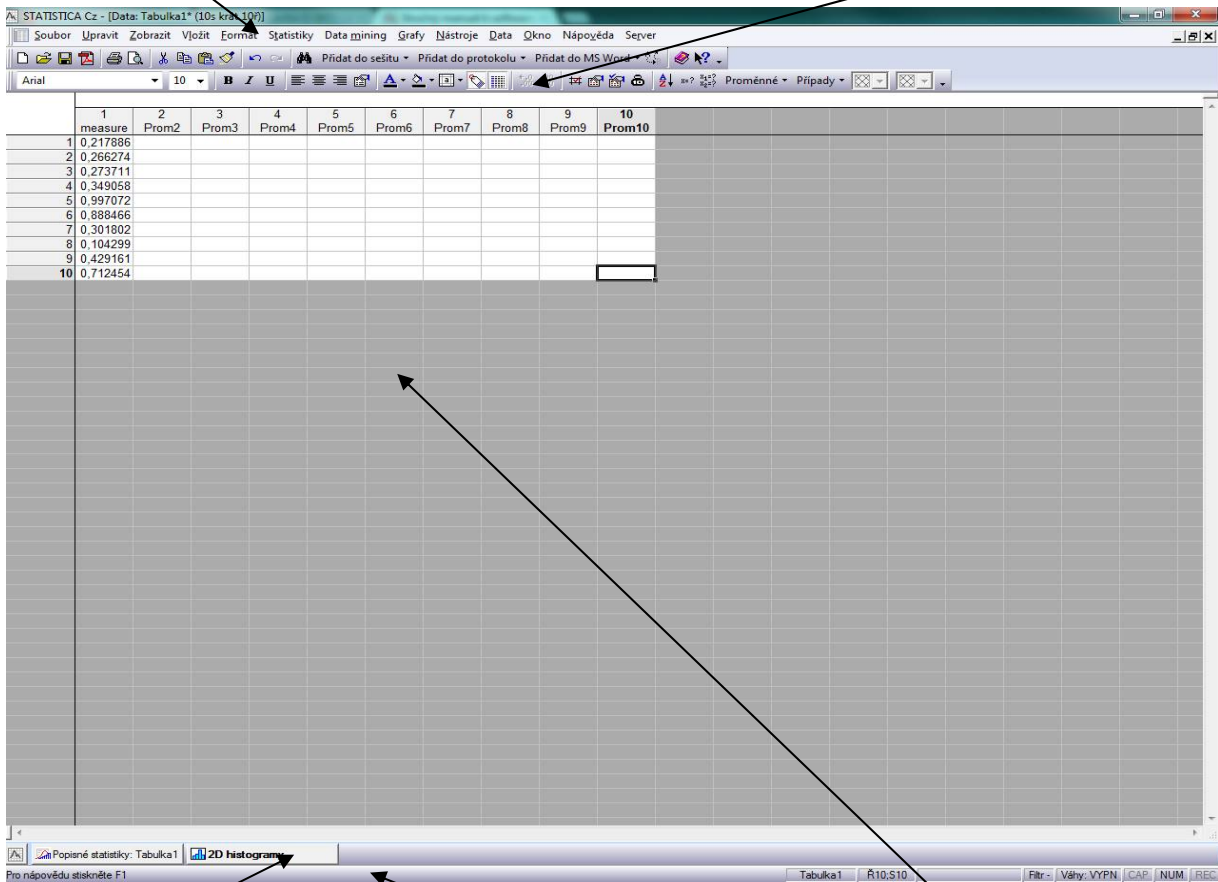 STATISTICA Cz - [Data: Tabulka1* (10s krát 10ř)]
Soubor Upravit Zobrazit Vložit Formát Statistiky Data mining Grafy Nástroje Data Okno Nápověda Server
Přidat do sešitu Přidat do protokolu Přidat do MS Word
Arial 10 B I U A Proměnné Případy
1 2 3 4 5 6 7 8 9 10
measure Prom2 Prom3 Prom4 Prom5 Prom6 Prom7 Prom8 Prom9 Prom10
1 0,217886
2 0,266274
3 0,273711
4 0,349058
5 0,997072
6 0,888466
7 0,301802
8 0,104299
9 0,429161
10 0,712454
Popisné statistiky: Tabulka1 2D histogramy
Pro nápovědu stiskněte F1 Tabulka1 Ř10;S10 Filtr - Váhy: VYPN CAP NUM REC